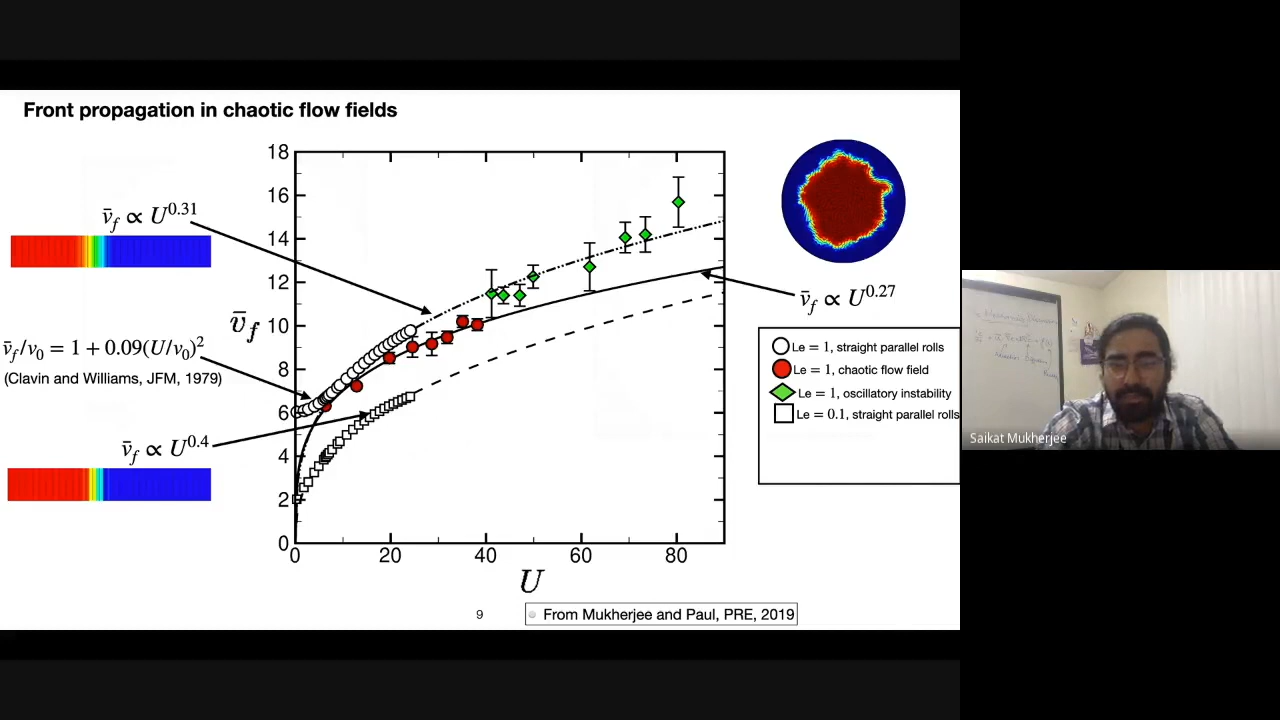 Front propagation in chaotic flow fields
v̄_f ∝ U^0.31
v̄_f/v_0 = 1 + 0.09(U/v_0)^2
(Clavin and Williams, JFM, 1979)
v̄_f ∝ U^0.4
18
16
14
12
10
8
6
4
2
0
v̄_f
0 20 40 60 80
U
v̄_f ∝ U^0.27
Le = 1, straight parallel rolls
Le = 1, chaotic flow field
Le = 1, oscillatory instability
Le = 0.1, straight parallel rolls
9
From Mukherjee and Paul, PRE, 2019
Saikat Mukherjee